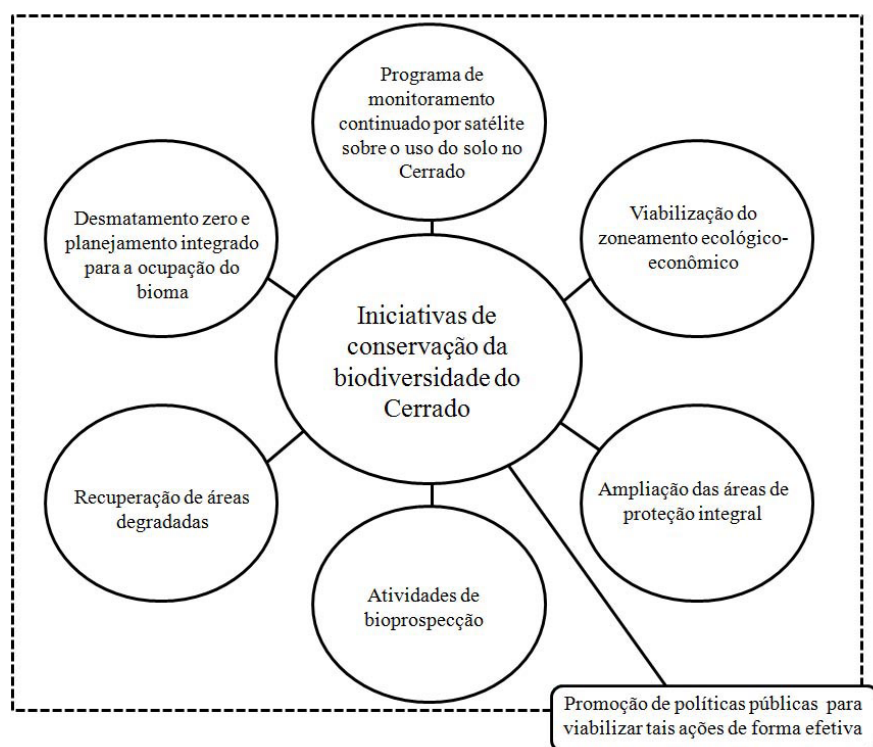 Programa de
monitoramento
continuado por satélite
sobre o uso do solo no
Cerrado
Desmatamento zero e
planejamento integrado
para a ocupação do
bioma
Viabilização do
zoneamento ecológico-
econômico
Iniciativas de
conservação da
biodiversidade do
Cerrado
Recuperação de áreas
degradadas
Ampliação das áreas de
proteção integral
Atividades de
bioprospecção
Promoção de políticas públicas para
viabilizar tais ações de forma efetiva